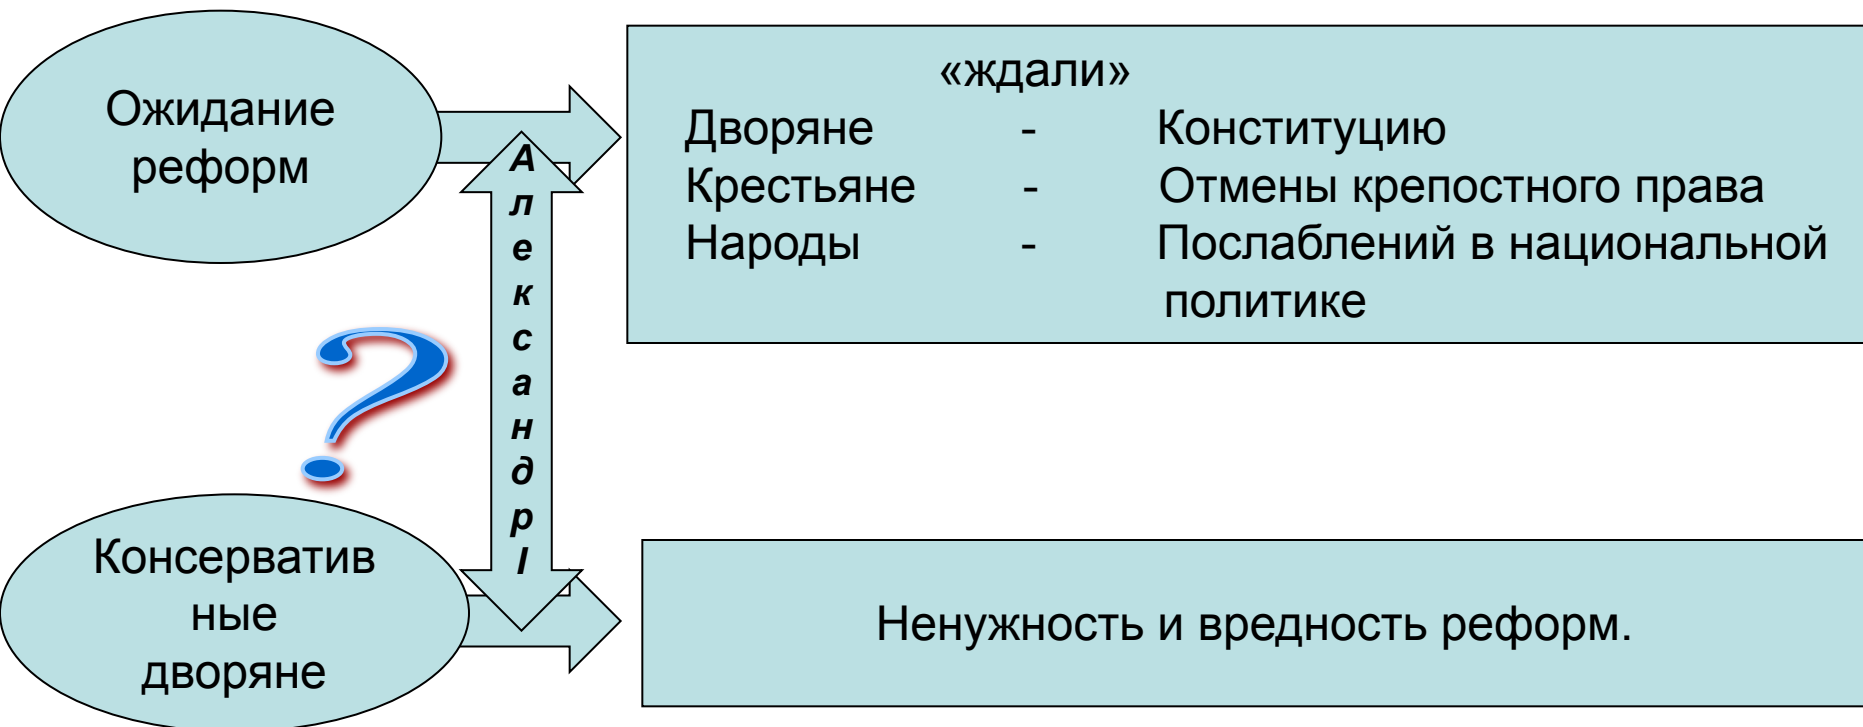 Ожидание
реформ
«ждали»
Дворяне - Конституцию
Крестьяне - Отмены крепостного права
Народы - Послаблений в национальной
политике
Александр I
?
Консерватив
ные
дворяне
Ненужность и вредность реформ.